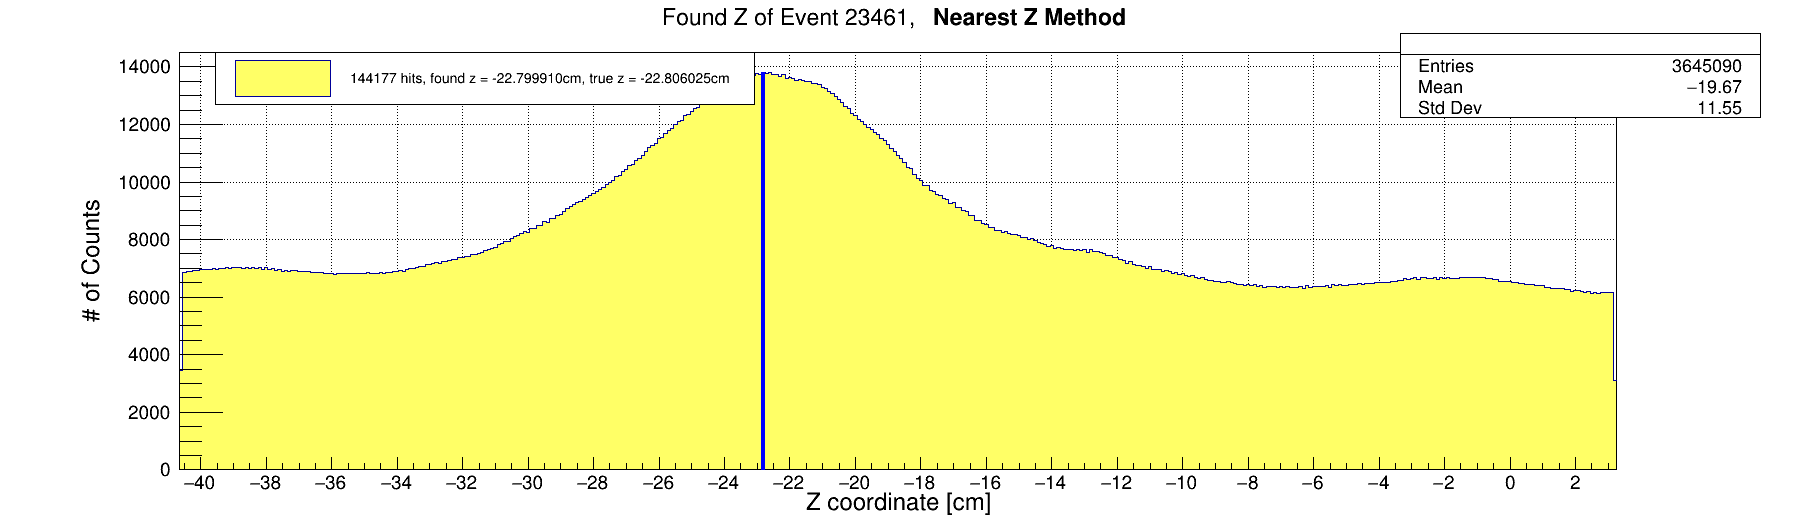 Found Z of Event 23461, Nearest Z Method
144177 hits, found z = -22.799910cm, true z = -22.806025cm
Entries 3645090
Mean −19.67
Std Dev 11.55
# of Counts
14000
12000
10000
8000
6000
4000
2000
0
−40 −38 −36 −34 −32 −30 −28 −26 −24 −22 −20 −18 −16 −14 −12 −10 −8 −6 −4 −2 0 2
Z coordinate [cm]